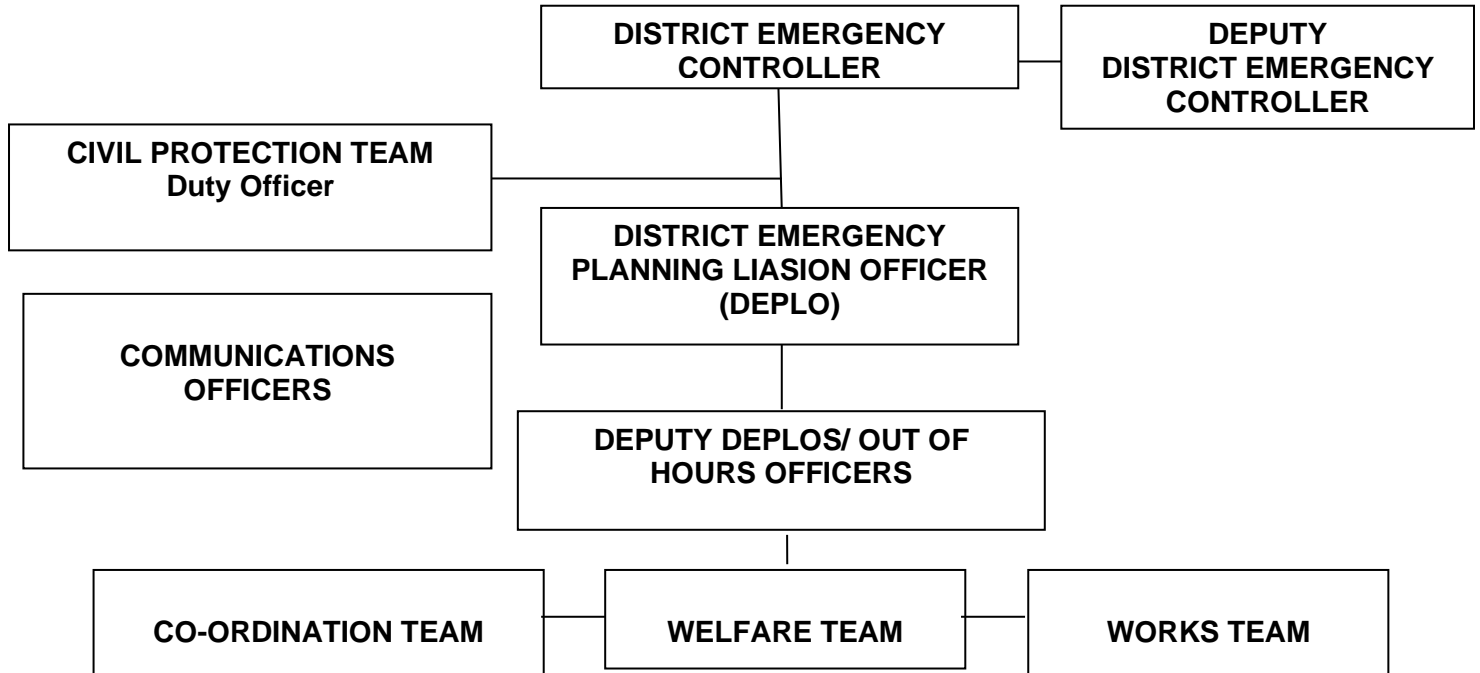 DISTRICT EMERGENCY
CONTROLLER
DEPUTY
DISTRICT EMERGENCY
CONTROLLER
CIVIL PROTECTION TEAM
Duty Officer
DISTRICT EMERGENCY
PLANNING LIASION OFFICER
(DEPLO)
COMMUNICATIONS
OFFICERS
DEPUTY DEPLOS/ OUT OF
HOURS OFFICERS
CO-ORDINATION TEAM
WELFARE TEAM
WORKS TEAM